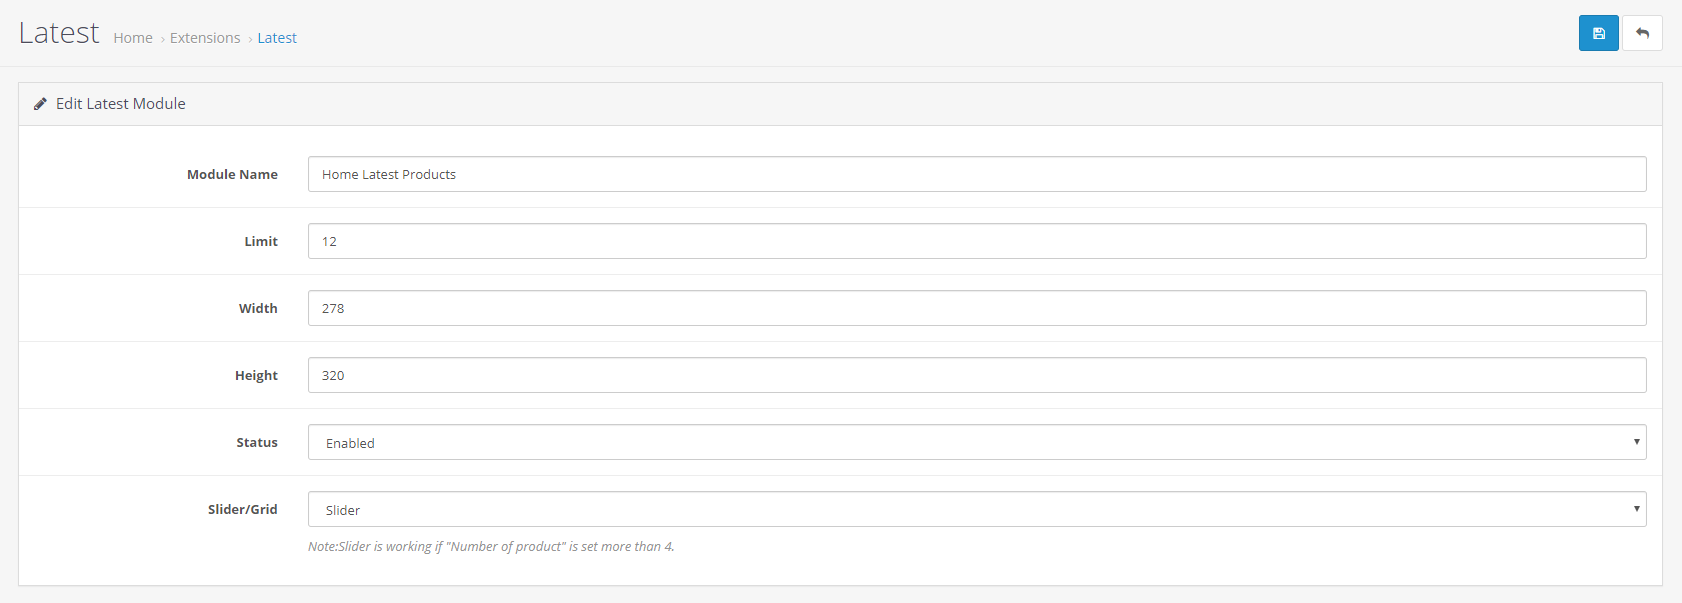 Latest Home › Extensions › Latest
Edit Latest Module
Module Name Home Latest Products
Limit 12
Width 278
Height 320
Status Enabled
Slider/Grid Slider
Note:Slider is working if "Number of product" is set more than 4.